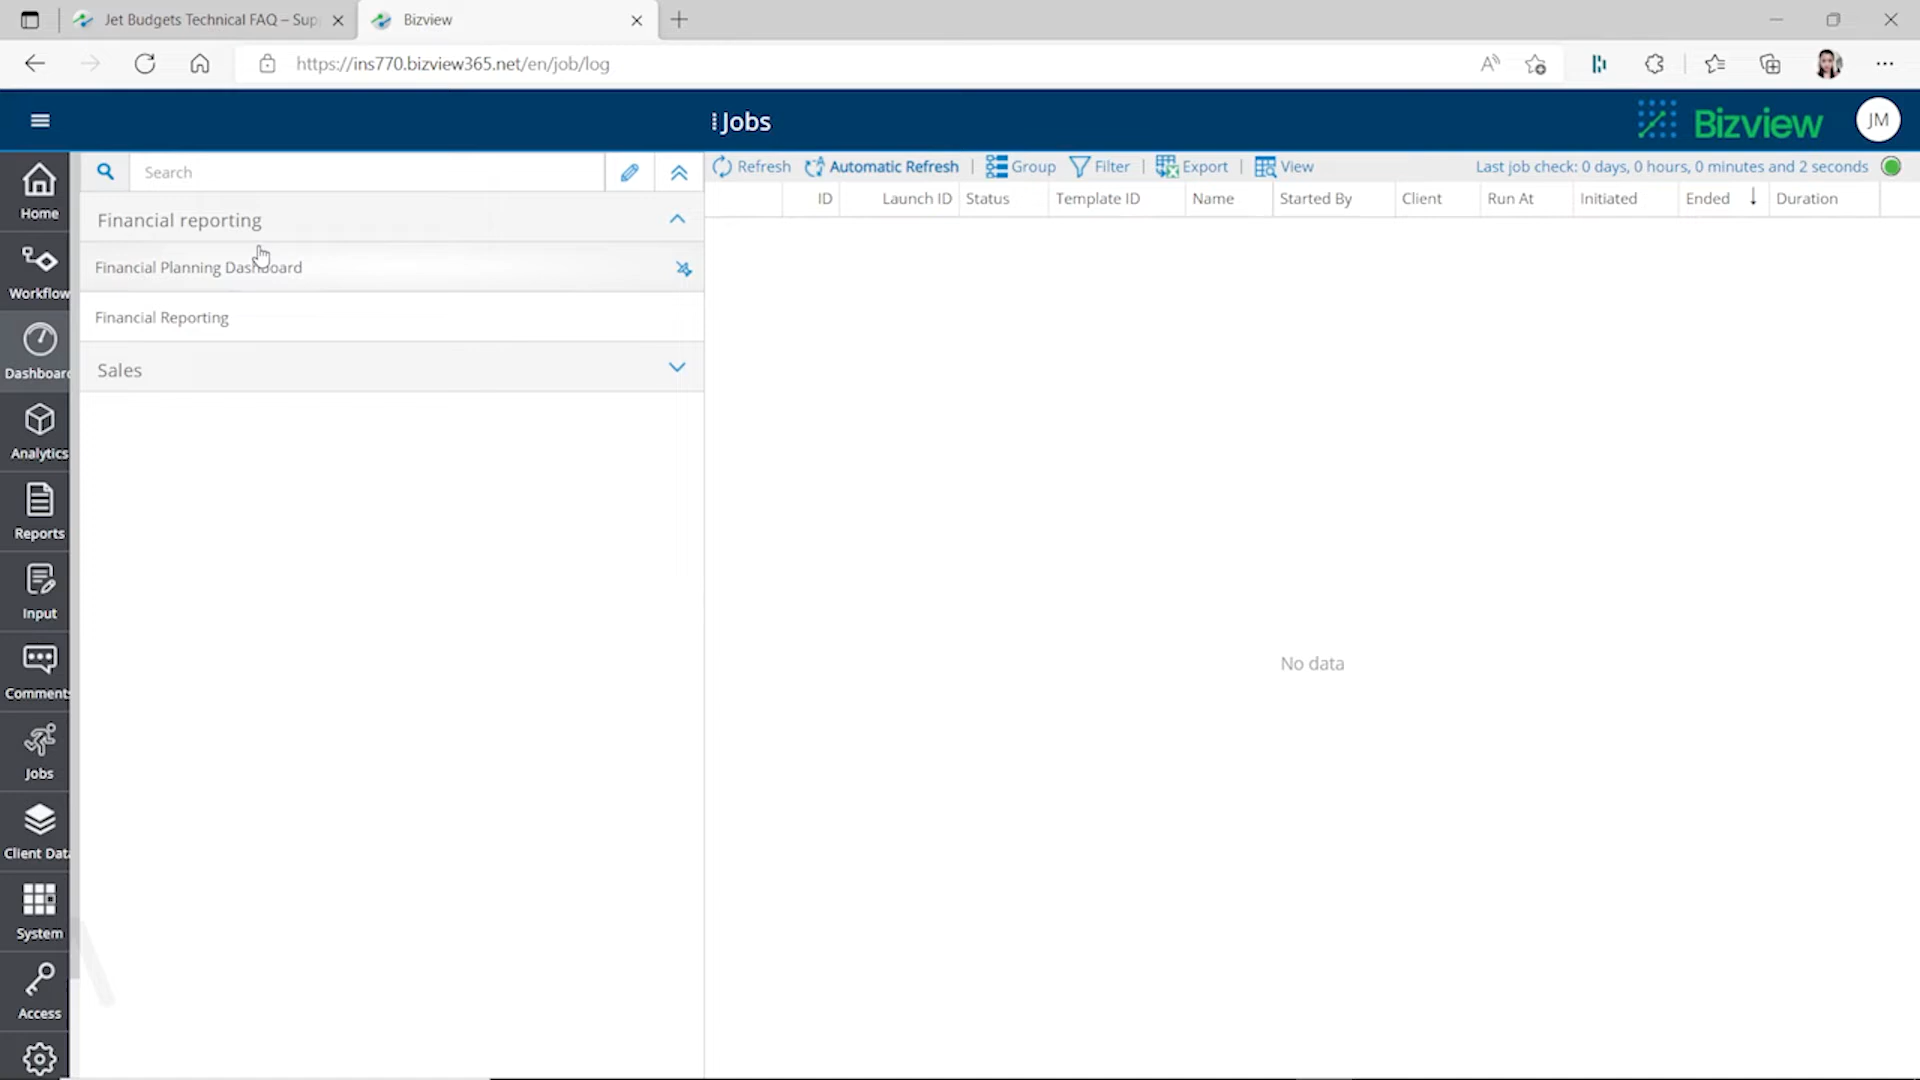 Jet Budgets Technical FAQ – Sup
Bizview
https://ins770.bizview365.net/en/job/log
Jobs
Bizview
JM
Search
Refresh
Automatic Refresh
Group
Filter
Export
View
Last job check: 0 days, 0 hours, 0 minutes and 2 seconds
ID
Launch ID
Status
Template ID
Name
Started By
Client
Run At
Initiated
Ended
Duration
Home
Workflow
Dashboard
Analytics
Reports
Input
Comments
Jobs
Client Data
System
Access
Financial reporting
Financial Planning Dashboard
Financial Reporting
Sales
No data